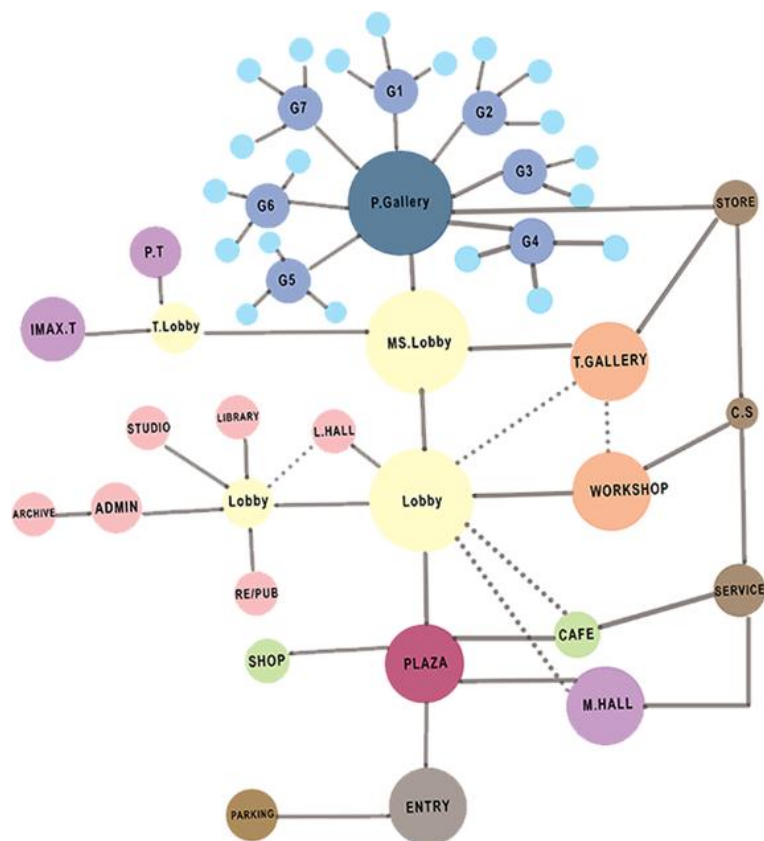 G1
G7
G2
G3
P.Gallery
G6
STORE
G4
P.T
G5
IMAX.T
T.Lobby
MS.Lobby
T.GALLERY
LIBRARY
STUDIO
L.HALL
C.S
Lobby
Lobby
WORKSHOP
ARCHIVE
ADMIN
RE/PUB
SERVICE
CAFE
SHOP
PLAZA
M.HALL
ENTRY
PARKING